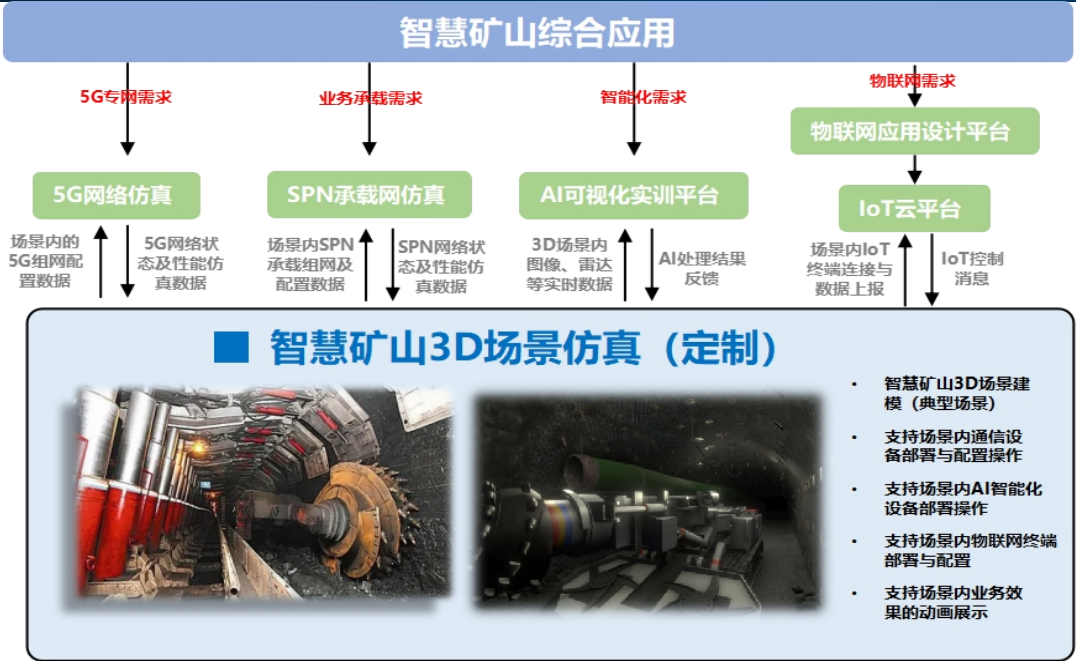 智慧矿山综合应用
5G专网需求
业务承载需求
智能化需求
物联网需求
物联网应用设计平台
5G网络仿真
SPN承载网仿真
AI可视化实训平台
IoT云平台
场景内的
5G组网配
置数据
5G网络状
态及性能仿
真数据
场景内SPN
承载组网及
配置数据
SPN网络状
态及性能仿
真数据
3D场景内
图像、雷达
等实时数据
AI处理结果
反馈
场景内IoT
终端连接与
数据上报
IoT控制
消息
智慧矿山3D场景仿真（定制）
• 智慧矿山3D场景建
模（典型场景）
• 支持场景内通信设
备部署与配置操作
• 支持场景内AI智能化
设备部署操作
• 支持场景内物联网终端
部署与配置
• 支持场景内业务效
果的动画展示